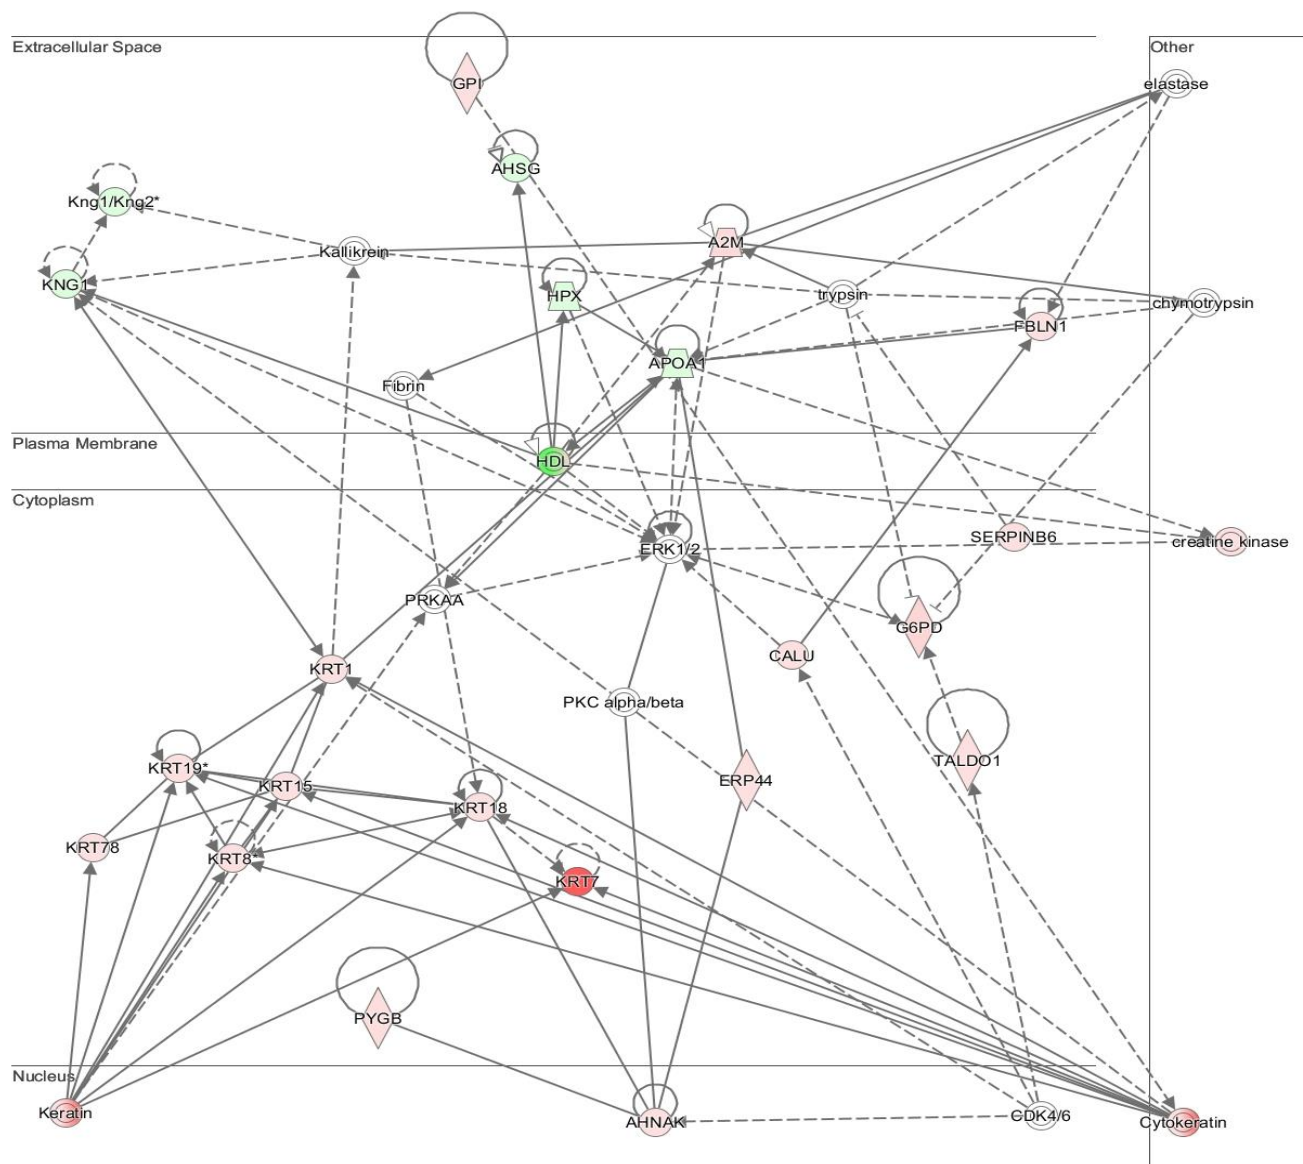 Extracellular Space
Other
GPI
elastase
AHSG
Kng1/Kng2*
A2M
Kallikrein
KNG1
HPX
trypsin
chymotrypsin
FBLN1
APOA1
Fibrin
Plasma Membrane
HDL
Cytoplasm
SERPINB6
creatine kinase
ERK1/2
PRKAA
G6PD
CALU
KRT1
PKC alpha/beta
KRT19*
TALDO1
KRT15
ERP44
KRT18
KRT78
KRT8*
KRT7
PYGB
Nucleus
Keratin
AHNAK
CDK4/6
Cytokeratin